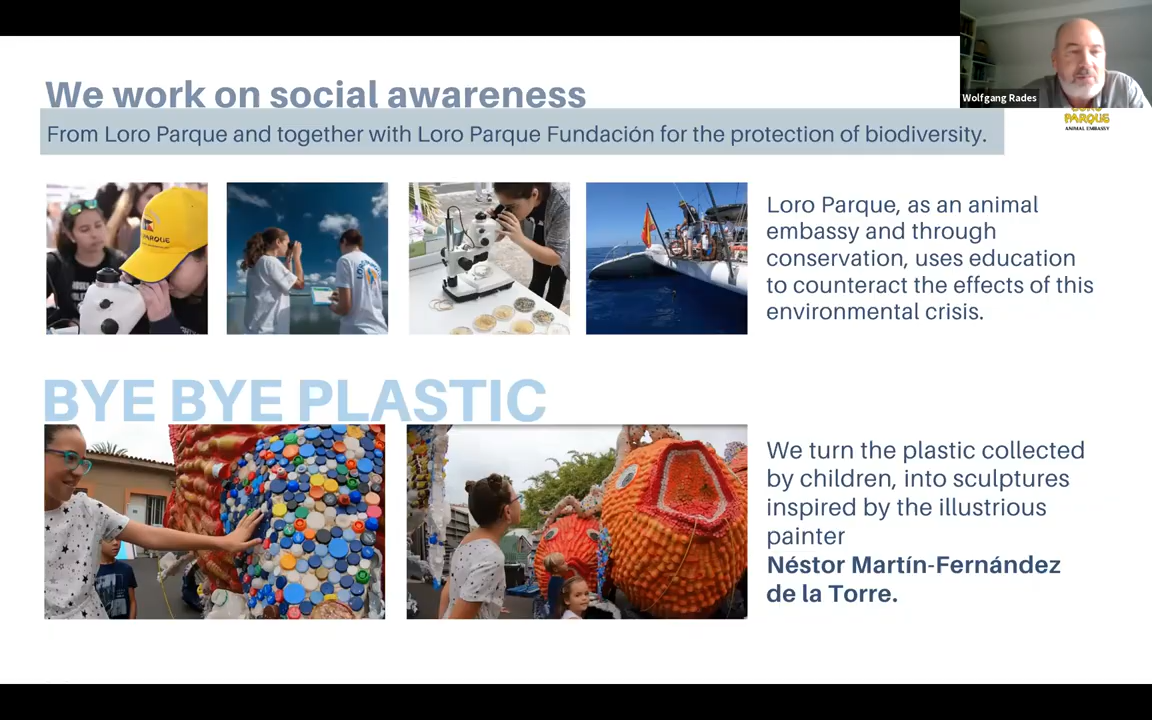 Wolfgang Rades
We work on social awareness
From Loro Parque and together with Loro Parque Fundación for the protection of biodiversity.
PARQUE
ANIMAL EMBASSY
PARQUE
Loro Parque, as an animal
embassy and through
conservation, uses education
to counteract the effects of this
environmental crisis.
BYE BYE PLASTIC
We turn the plastic collected
by children, into sculptures
inspired by the illustrious
painter
Néstor Martín-Fernández
de la Torre.